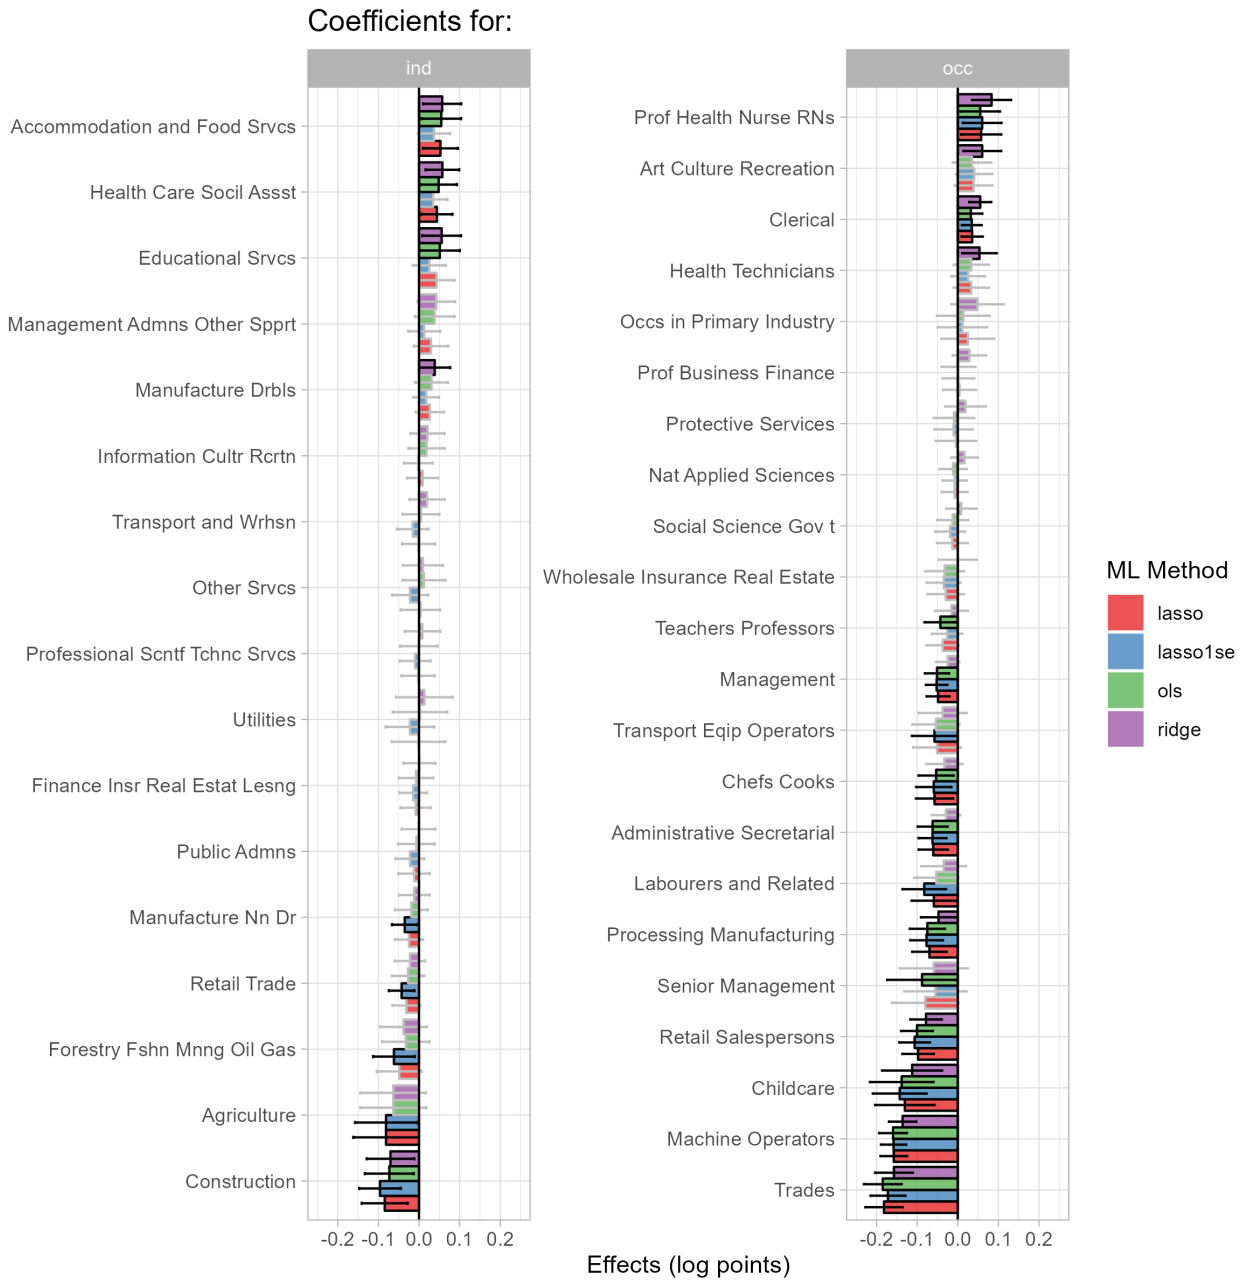 Coefficients for:
ind
Accommodation and Food Srvcs
Health Care Socil Assst
Educational Srvcs
Management Admns Other Spprt
Manufacture Drbls
Information Cultr Rcrtn
Transport and Wrhsn
Other Srvcs
Professional Scntf Tchnc Srvcs
Utilities
Finance Insr Real Estat Lesng
Public Admns
Manufacture Nn Dr
Retail Trade
Forestry Fshn Mnng Oil Gas
Agriculture
Construction
-0.2 -0.1 0.0 0.1 0.2
occ
Prof Health Nurse RNs
Art Culture Recreation
Clerical
Health Technicians
Occs in Primary Industry
Prof Business Finance
Protective Services
Nat Applied Sciences
Social Science Gov t
Wholesale Insurance Real Estate
Teachers Professors
Management
Transport Eqip Operators
Chefs Cooks
Administrative Secretarial
Labourers and Related
Processing Manufacturing
Senior Management
Retail Salespersons
Childcare
Machine Operators
Trades
-0.2 -0.1 0.0 0.1 0.2
Effects (log points)
ML Method
lasso
lasso1se
ols
ridge